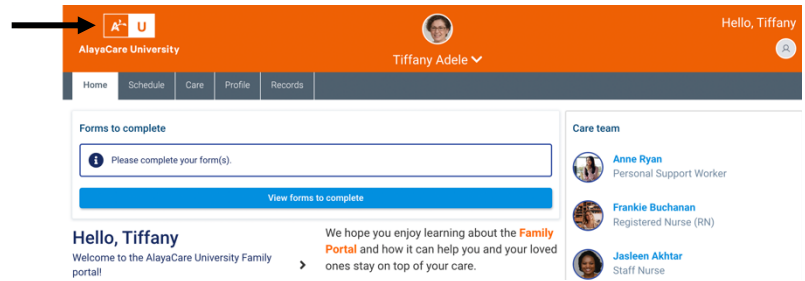 A+ U
AlayaCare University
Tiffany Adele
Hello, Tiffany
Home Schedule Care Profile Records
Forms to complete
Please complete your form(s).
View forms to complete
Hello, Tiffany
Welcome to the AlayaCare University Family
portal!
We hope you enjoy learning about the Family
Portal and how it can help you and your loved
ones stay on top of your care.
Care team
Anne Ryan
Personal Support Worker
Frankie Buchanan
Registered Nurse (RN)
Jasleen Akhtar
Staff Nurse